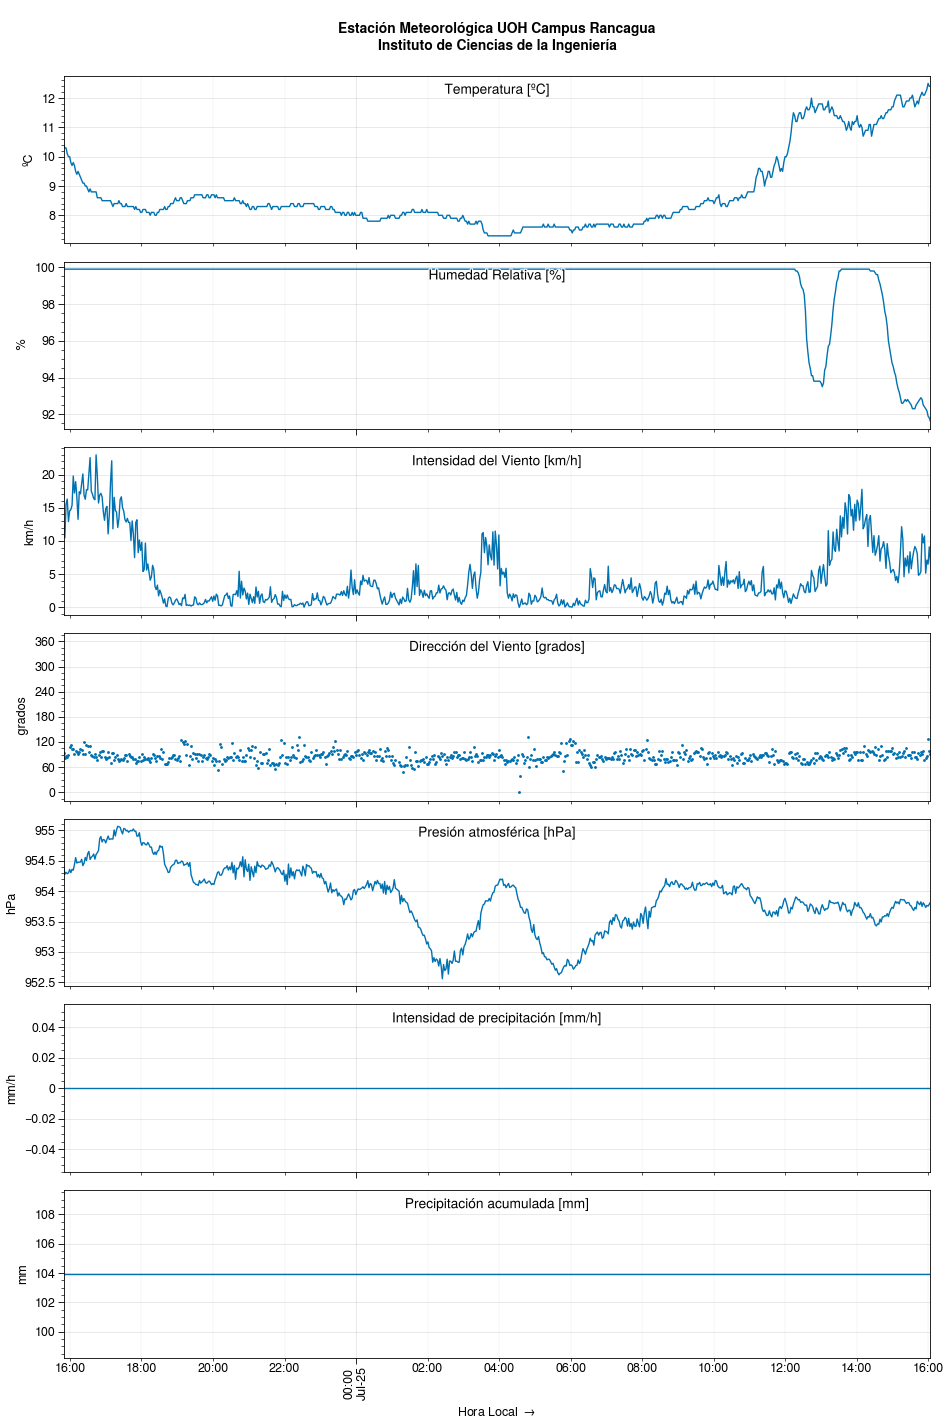 Estación Meteorológica UOH Campus Rancagua
Instituto de Ciencias de la Ingeniería
Temperatura [ºC]
ºC
12
11
10
9
8
Humedad Relativa [%]
%
100
98
96
94
92
Intensidad del Viento [km/h]
km/h
20
15
10
5
0
Dirección del Viento [grados]
grados
360
300
240
180
120
60
0
Presión atmosférica [hPa]
hPa
955
954.5
954
953.5
953
952.5
Intensidad de precipitación [mm/h]
mm/h
0.04
0.02
0
−0.02
−0.04
Precipitación acumulada [mm]
mm
108
106
104
102
100
16:00 18:00 20:00 22:00 00:00 02:00 04:00 06:00 08:00 10:00 12:00 14:00 16:00
Jul-25
Hora Local →